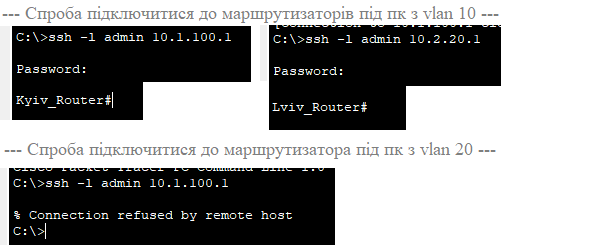 --- Спроба підключитися до маршрутизаторів під пк з vlan 10 ---
C:\>ssh -l admin 10.1.100.1
Password:
Kyiv_Router#
C:\>ssh -l admin 10.2.20.1
Password:
Lviv_Router#
--- Спроба підключитися до маршрутизатора під пк з vlan 20 ---
C:\>ssh -l admin 10.1.100.1
% Connection refused by remote host
C:\>